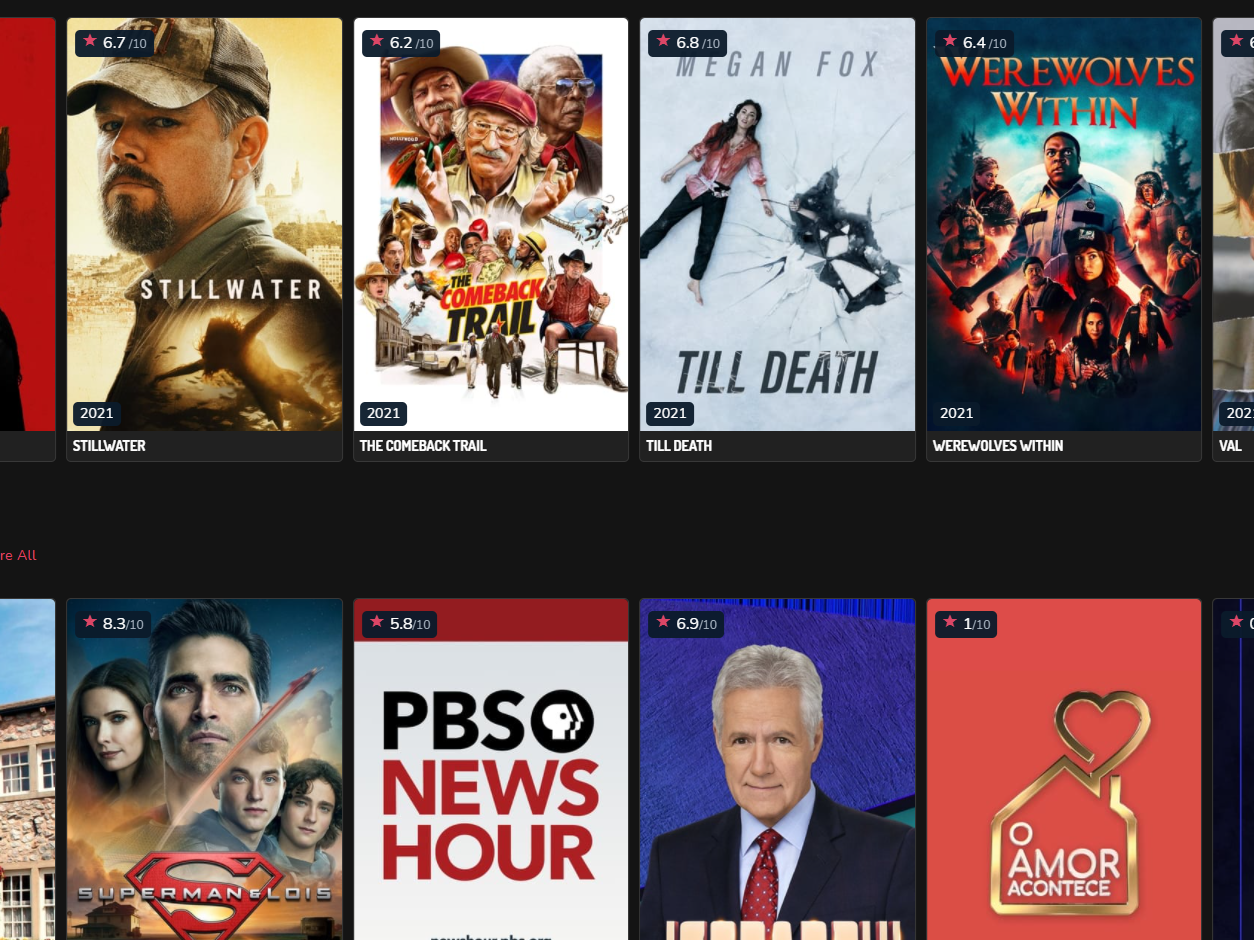 6.7 /10
6.2 /10
6.8 /10
6.4 /10
MEGAN FOX
WEREWOLVES
WITHIN
HOLLYWOOD
STILLWATER
THE
COMEBACK
TRAIL
TILL DEATH
2021
2021
2021
2021
STILLWATER
THE COMEBACK TRAIL
TILL DEATH
WEREWOLVES WITHIN
VAL
re All
8.3/10
5.8/10
6.9/10
1/10
PBS
NEWS
HOUR
SUPERMAN & LOIS
O
AMOR
ACONTECE
newshour.pbs.org
JEOPARDY!